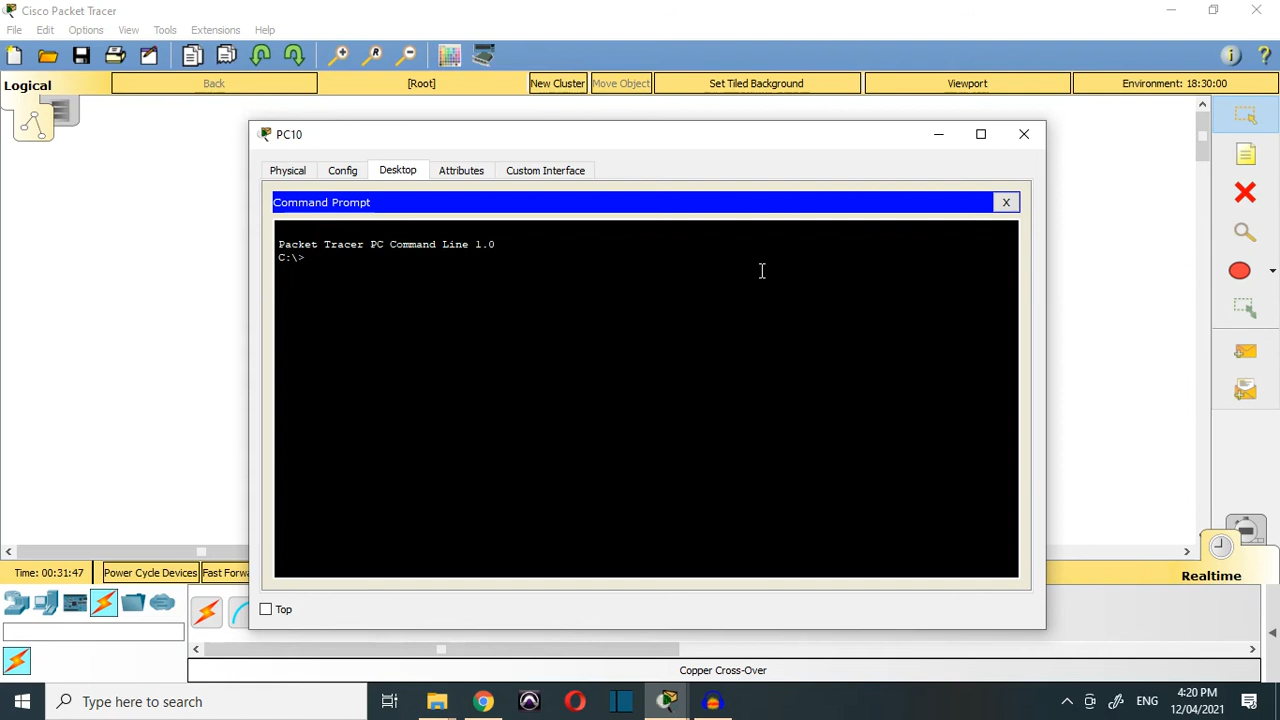 Cisco Packet Tracer
File Edit Options View Tools Extensions Help
Logical Back [Root] New Cluster Move Object Set Tiled Background Viewport Environment: 18:30:00
PC10
Physical Config Desktop Attributes Custom Interface
Command Prompt X
Packet Tracer PC Command Line 1.0
C:\>
Time: 00:31:47 Power Cycle Devices Fast Forw
Realtime
Top
Copper Cross-Over
Type here to search
ENG
4:20 PM
12/04/2021